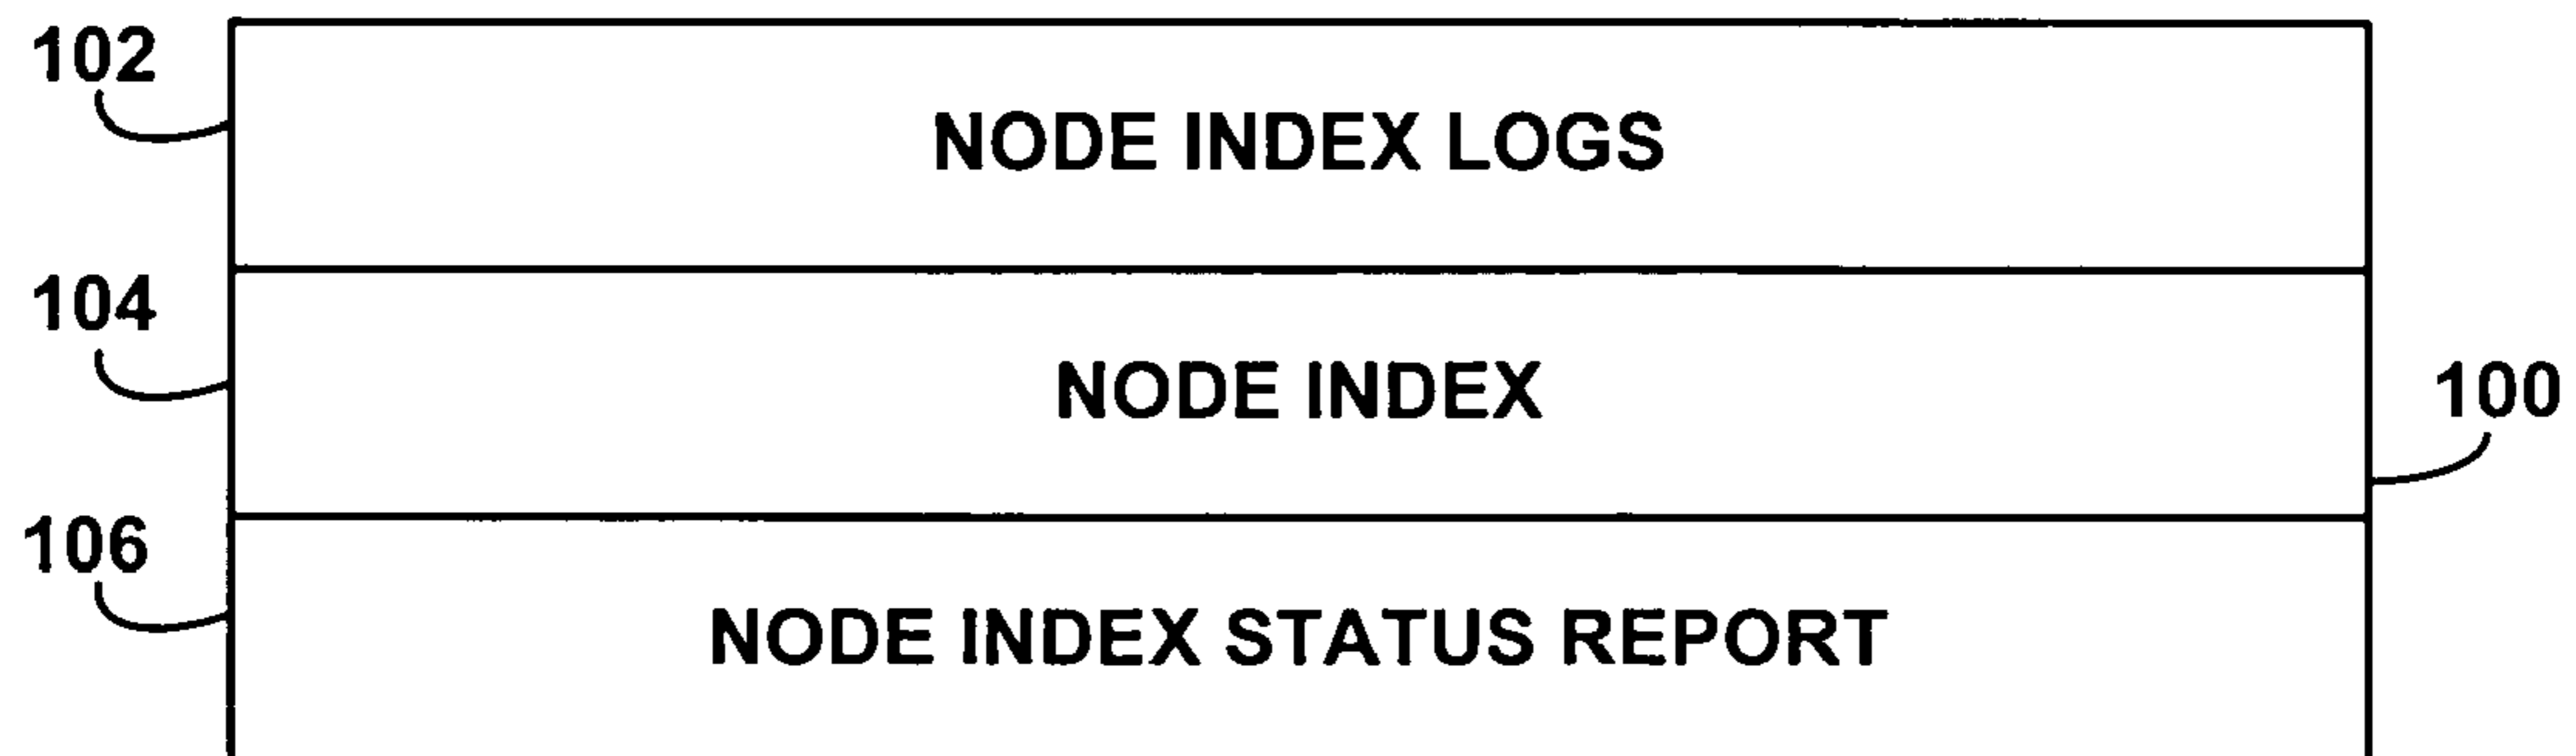 102
NODE INDEX LOGS
104
NODE INDEX
100
106
NODE INDEX STATUS REPORT